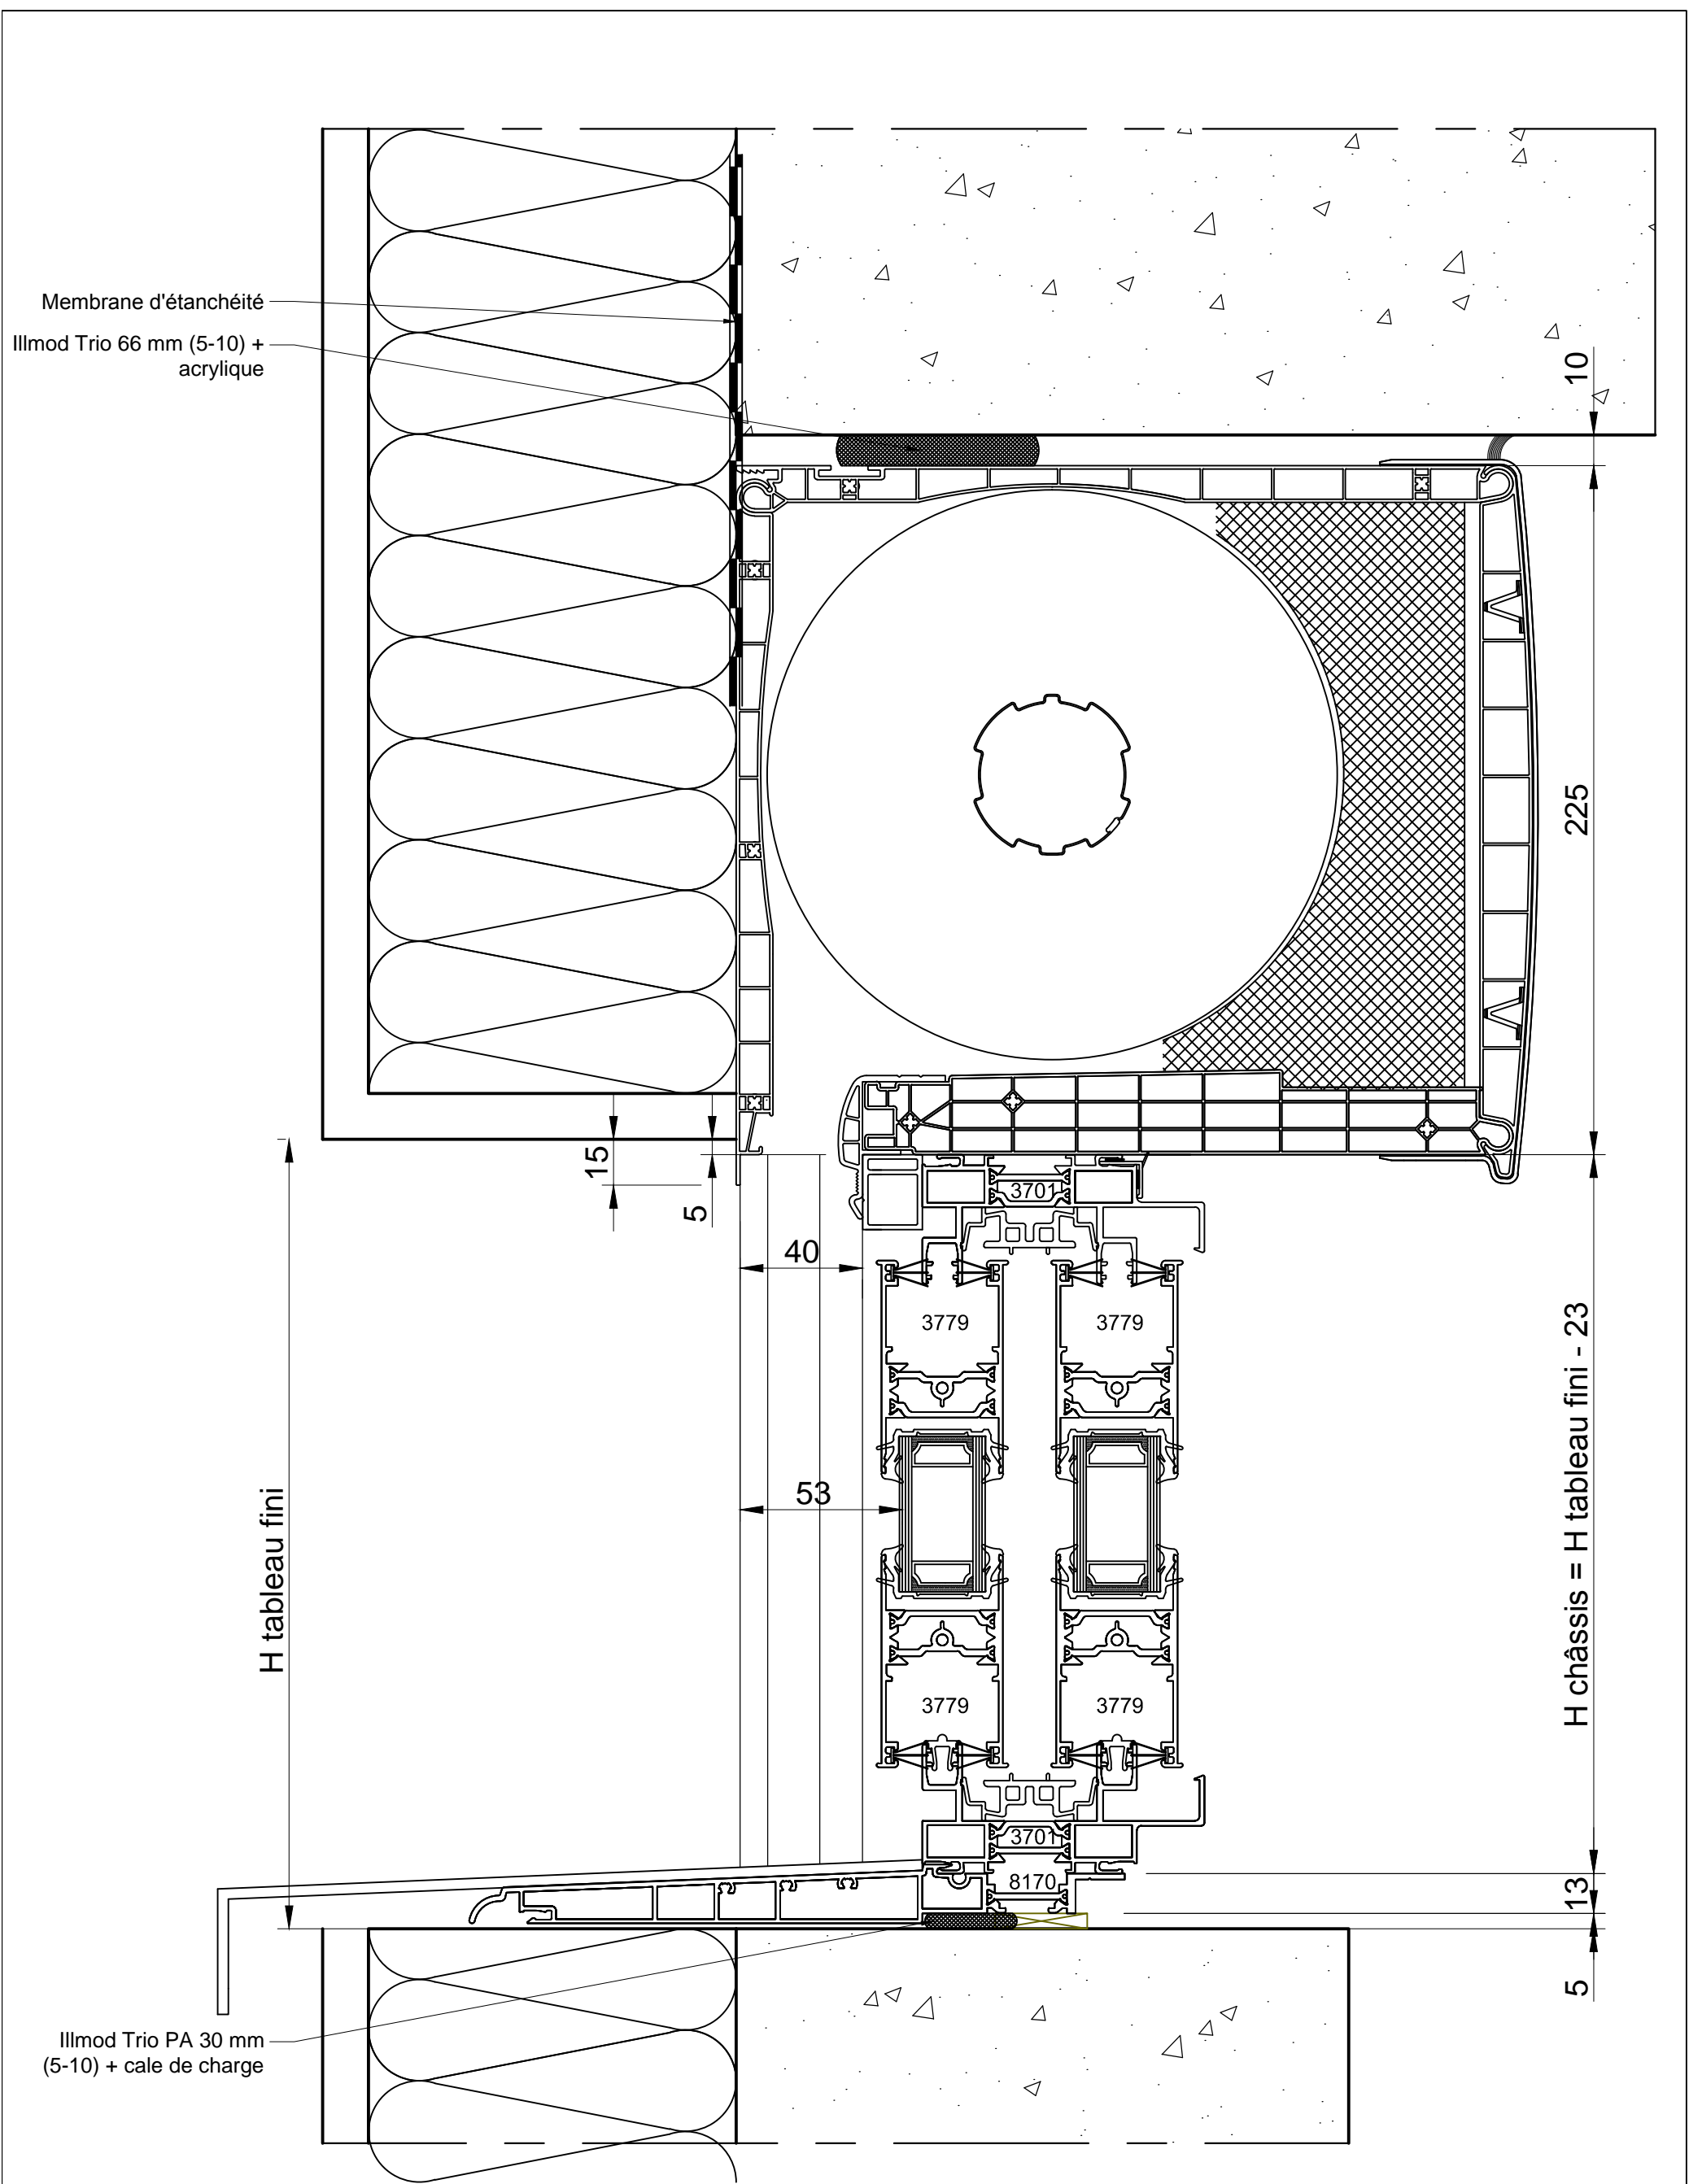 Membrane d'étanchéité
Illmod Trio 66 mm (5-10) +
acrylique
10
225
15
5
3701
40
3779
3779
H châssis = H tableau fini - 23
53
H tableau fini
3779
3779
3701
8170
13
5
Illmod Trio PA 30 mm
(5-10) + cale de charge